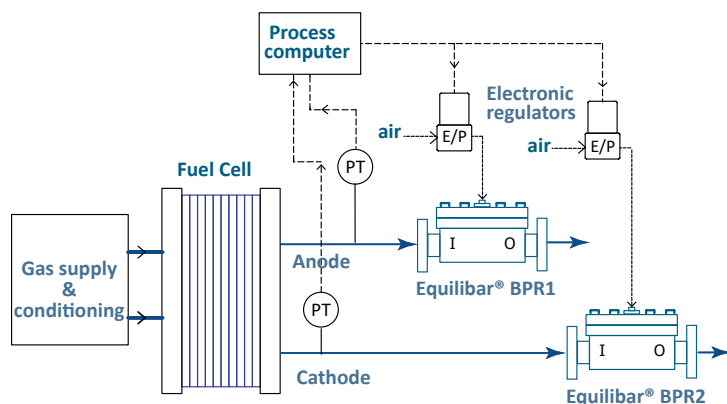 Process
computer
Electronic
regulators
air
E/P
air
E/P
Fuel Cell
PT
Gas supply
&
conditioning
Anode
I
O
Equilibar® BPR1
PT
I
O
Cathode
Equilibar® BPR2